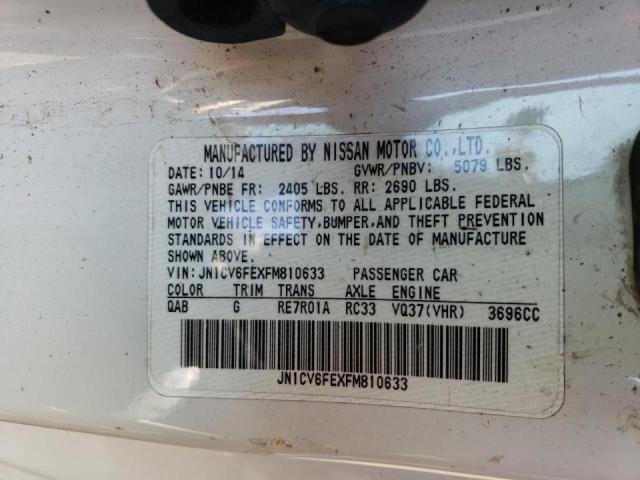 MANUFACTURED BY NISSAN MOTOR CO.,LTD.
DATE: 10/14 GVWR/PNBV: 5079 LBS.
GAWR/PNBE FR: 2405 LBS. RR: 2690 LBS.
THIS VEHICLE CONFORMS TO ALL APPLICABLE FEDERAL
MOTOR VEHICLE SAFETY,BUMPER,AND THEFT PREVENTION
STANDARDS IN EFFECT ON THE DATE OF MANUFACTURE
SHOWN ABOVE.
VIN: JN1CV6FEXFM810633 PASSENGER CAR
COLOR TRIM TRANS AXLE ENGINE
QAB G RE7R01A RC33 VQ37(VHR) 3696CC
JN1CV6FEXFM810633